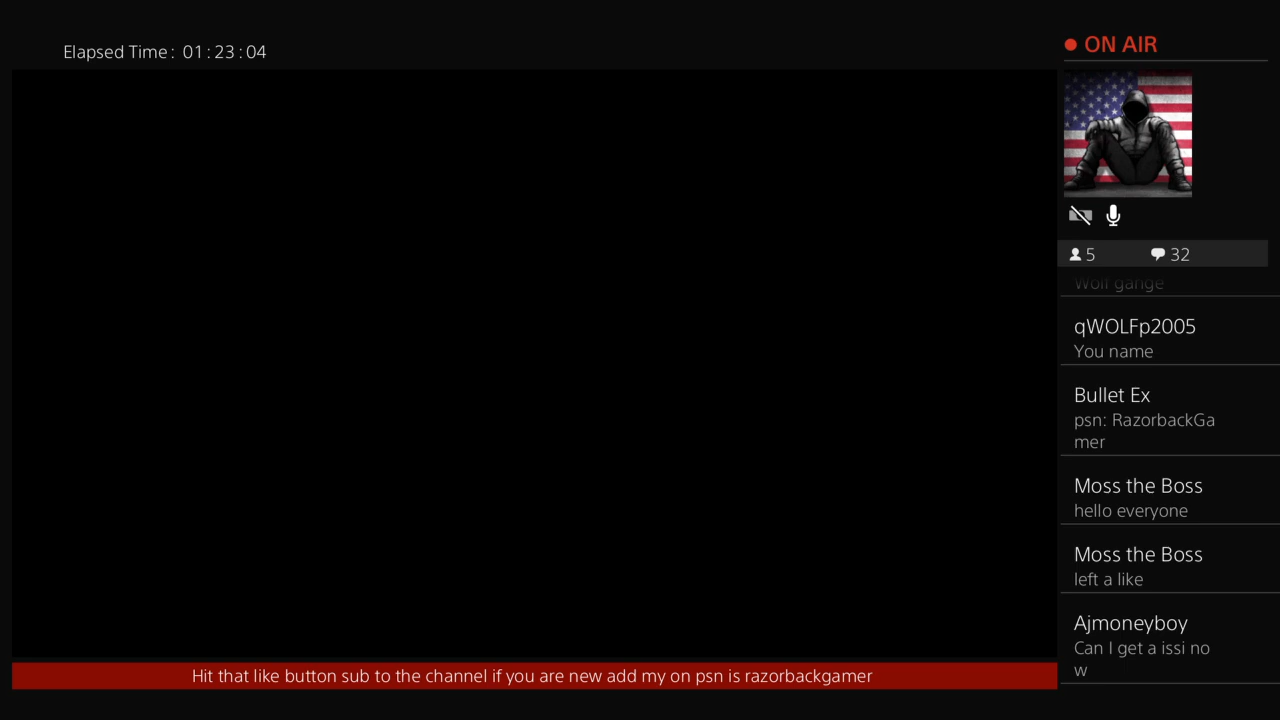 Elapsed Time: 01:23:04
ON AIR
5 32
Wolf gange
qWOLFp2005
You name
Bullet Ex
psn: RazorbackGa
mer
Moss the Boss
hello everyone
Moss the Boss
left a like
Ajmoneyboy
Can I get a issi no
w
Hit that like button sub to the channel if you are new add my on psn is razorbackgamer